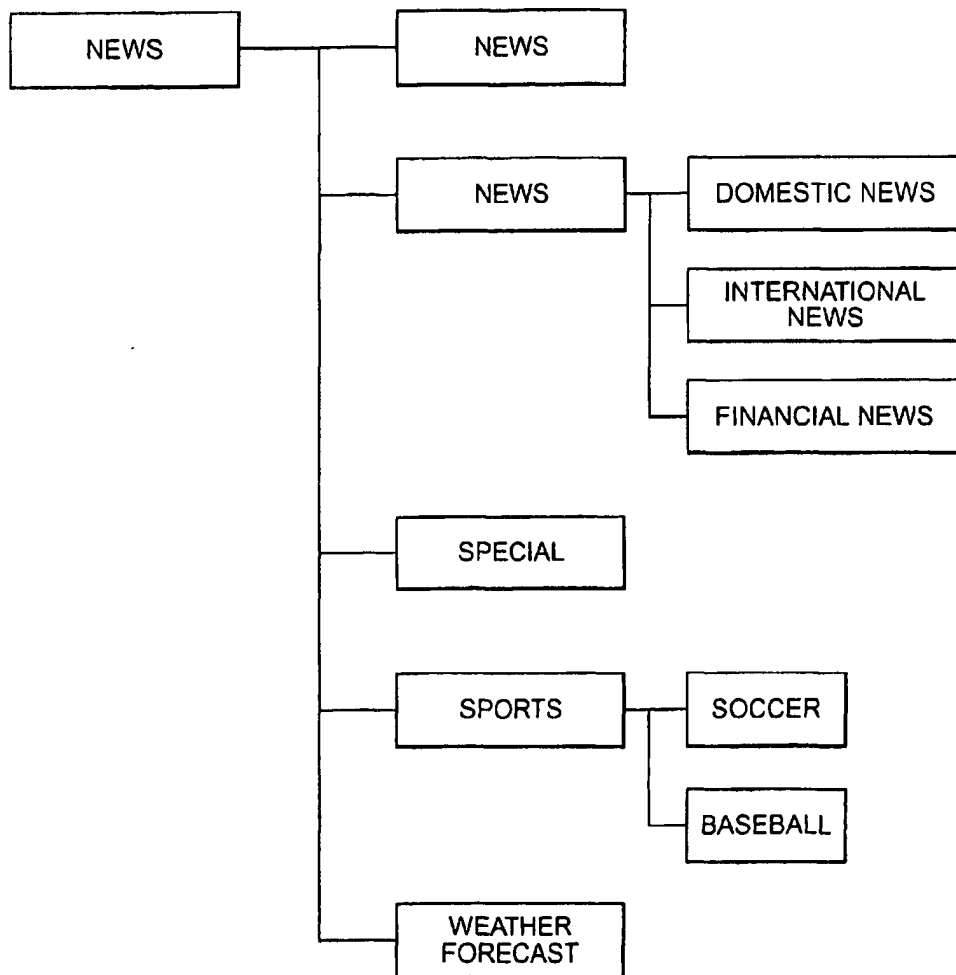 NEWS
NEWS
NEWS
DOMESTIC NEWS
INTERNATIONAL
NEWS
FINANCIAL NEWS
SPECIAL
SPORTS
SOCCER
BASEBALL
WEATHER
FORECAST